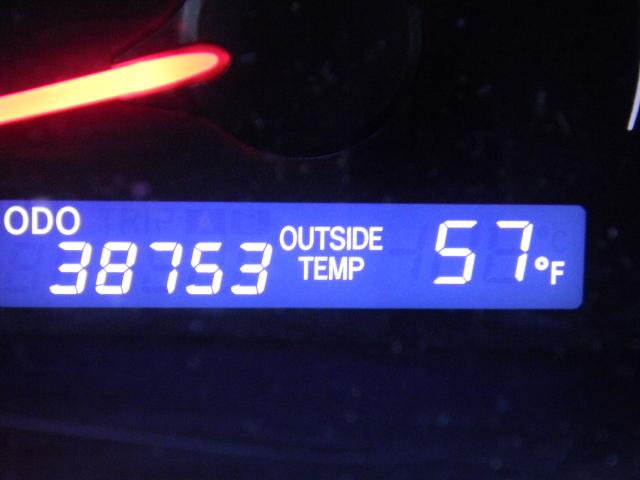 ODO
38753
OUTSIDE
TEMP
57°F